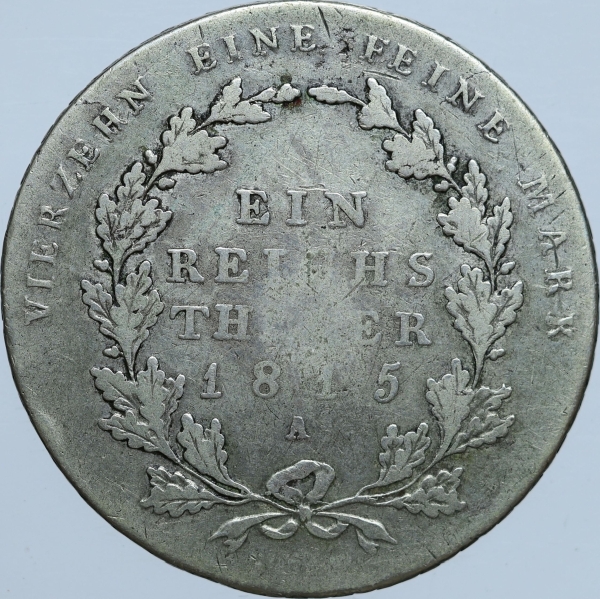 VIERZEHN EINE FEINE MARK
EIN
REICHS
THALER
1815
A